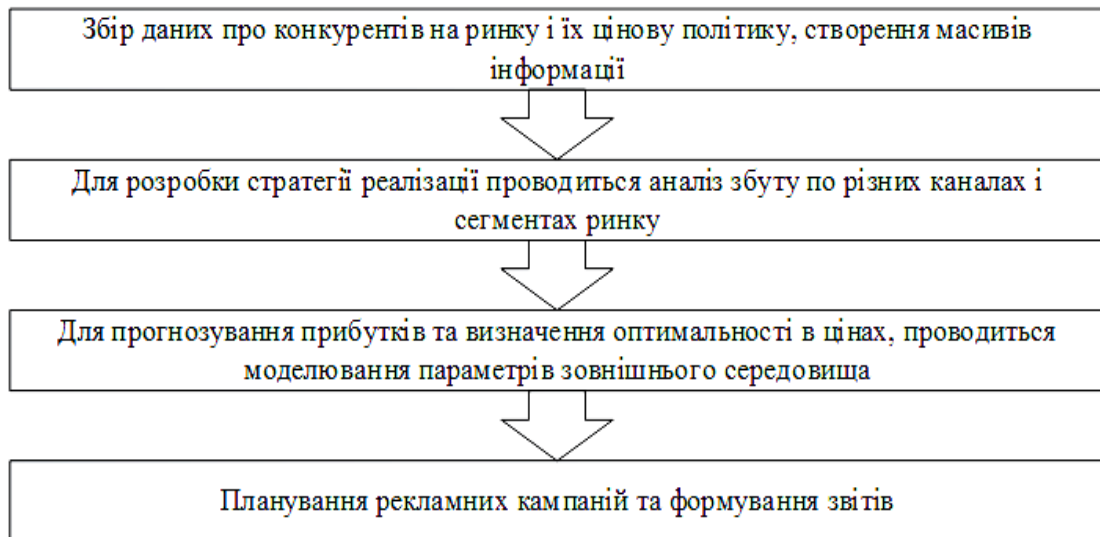 Збір даних про конкурентів на ринку і їх цінову політику, створення масивів
інформації
Для розробки стратегії реалізації проводиться аналіз збуту по різних каналах і
сегментах ринку
Для прогнозування прибутків та визначення оптимальності в цінах, проводиться
моделювання параметрів зовнішнього середовища
Планування рекламних кампаній та формування звітів